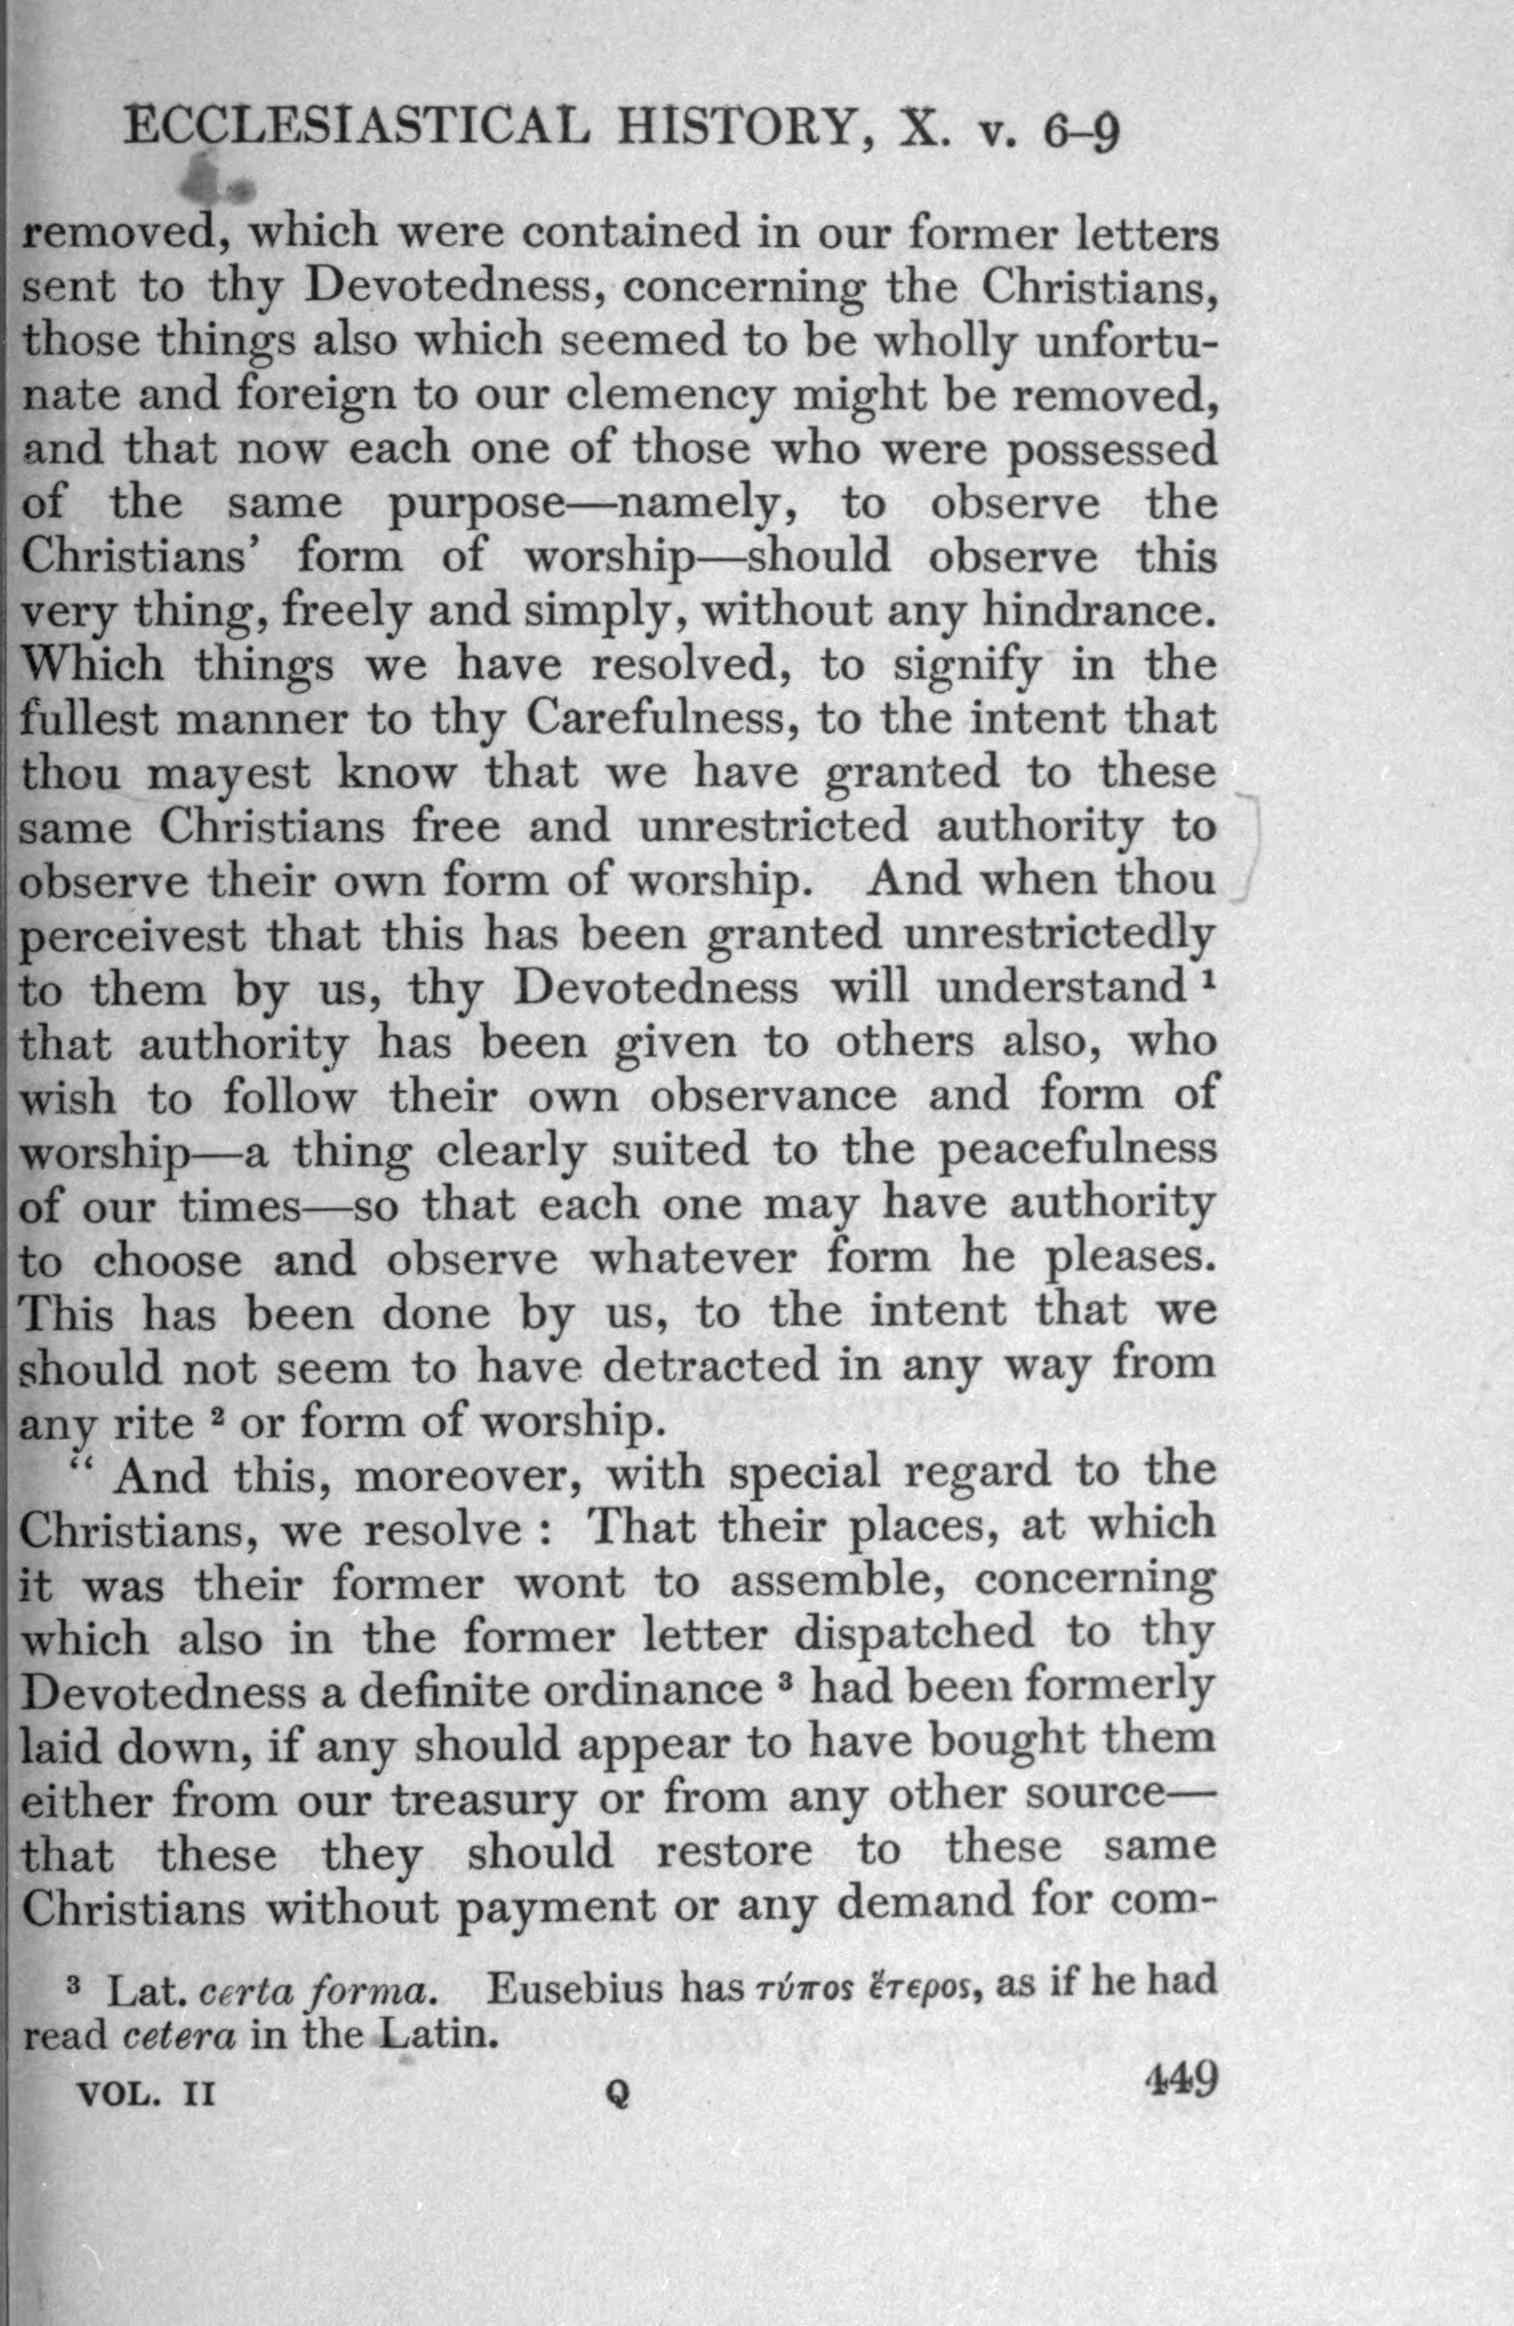 ECCLESIASTICAL HISTORY, X. v. 6–9
removed, which were contained in our former letters
sent to thy Devotedness, concerning the Christians,
those things also which seemed to be wholly unfortu-
nate and foreign to our clemency might be removed,
and that now each one of those who were possessed
of the same purpose—namely, to observe the
Christians’ form of worship—should observe this
very thing, freely and simply, without any hindrance.
Which things we have resolved, to signify in the
fullest manner to thy Carefulness, to the intent that
thou mayest know that we have granted to these
same Christians free and unrestricted authority to
observe their own form of worship. And when thou
perceivest that this has been granted unrestrictedly
to them by us, thy Devotedness will understand ¹
that authority has been given to others also, who
wish to follow their own observance and form of
worship—a thing clearly suited to the peacefulness
of our times—so that each one may have authority
to choose and observe whatever form he pleases.
This has been done by us, to the intent that we
should not seem to have detracted in any way from
any rite ² or form of worship.
“ And this, moreover, with special regard to the
Christians, we resolve : That their places, at which
it was their former wont to assemble, concerning
which also in the former letter dispatched to thy
Devotedness a definite ordinance ³ had been formerly
laid down, if any should appear to have bought them
either from our treasury or from any other source—
that these they should restore to these same
Christians without payment or any demand for com-
³ Lat. certa forma. Eusebius has τύπος ἕτερος, as if he had
read cetera in the Latin.
VOL. II Q 449